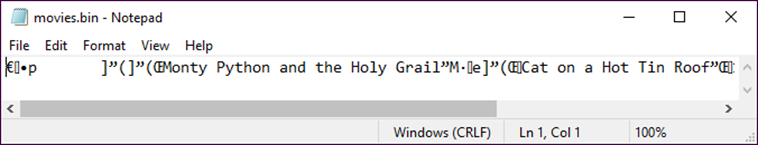 movies.bin - Notepad
File Edit Format View Help
€▯•p ]”(]”(Œ▯Monty Python and the Holy Grail”M·▯e]”(Œ▯Cat on a Hot Tin Roof”Œ▯
Windows (CRLF) Ln 1, Col 1 100%